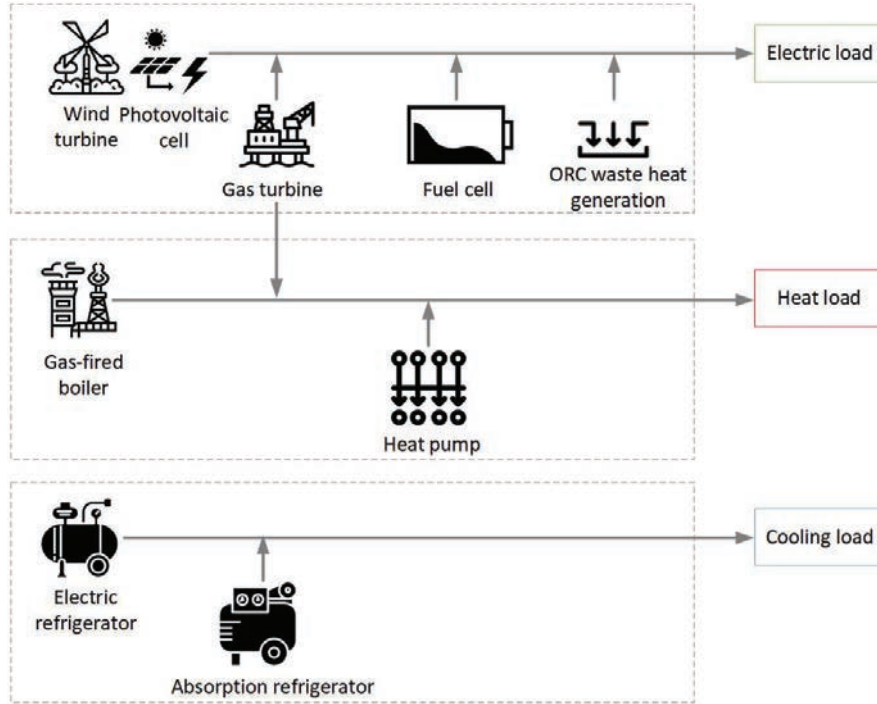 Electric load
Wind
turbine
Photovoltaic
cell
Gas turbine
Fuel cell
ORC waste heat
generation
Heat load
Gas-fired
boiler
Heat pump
Cooling load
Electric
refrigerator
Absorption refrigerator